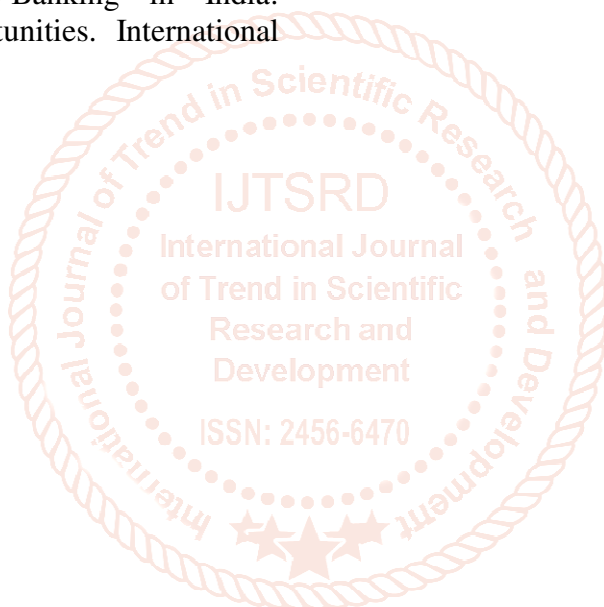 Banking in India:
tunities. International
International Journal of Trend in Scientific Research and Development
IJTSRD
International Journal
of Trend in Scientific
Research and
Development
ISSN: 2456-6470